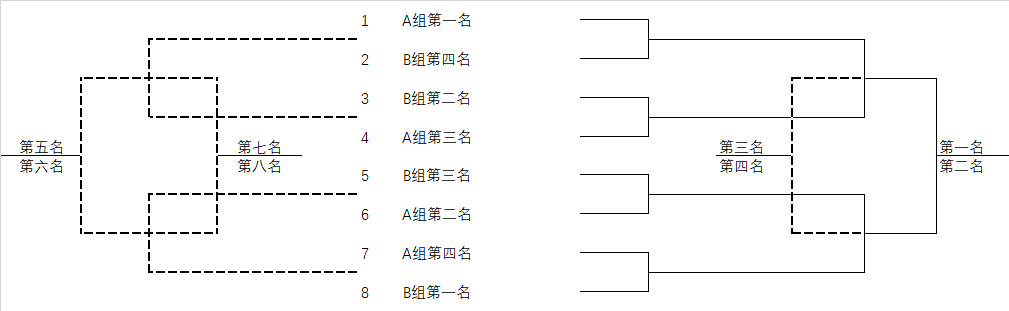 1 A组第一名
2 B组第四名
3 B组第二名
4 A组第三名
第五名 第七名 第三名 第一名
第六名 第八名 第四名 第二名
5 B组第三名
6 A组第二名
7 A组第四名
8 B组第一名